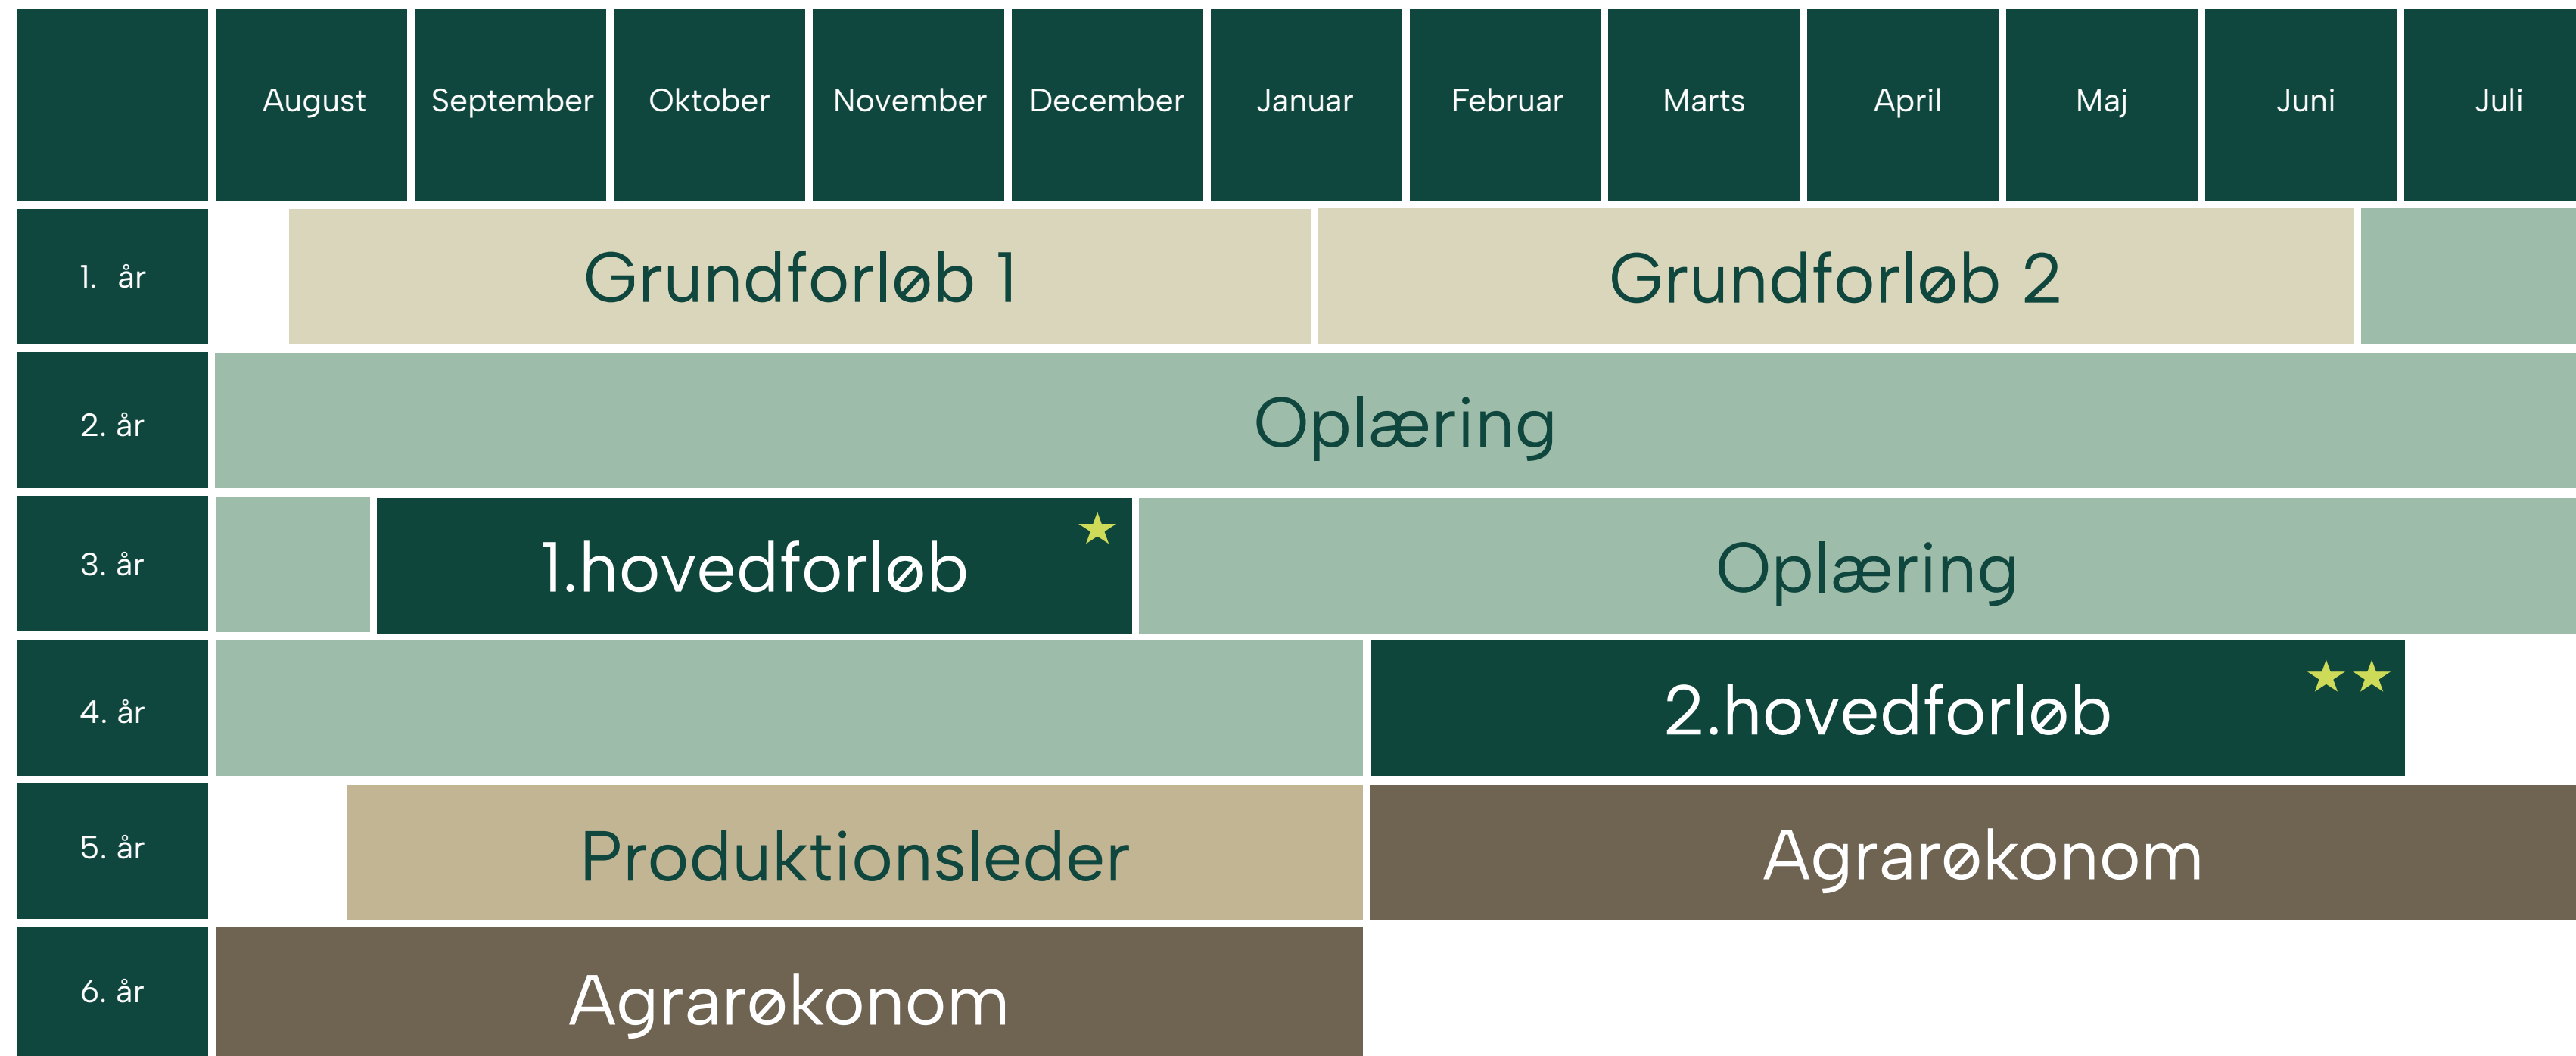 August September Oktober November December Januar Februar Marts April Maj Juni Juli
1. år Grundforløb 1 Grundforløb 2
2. år Oplæring
3. år 1.hovedforløb Oplæring
4. år 2.hovedforløb
5. år Produktionsleder Agrarøkonom
6. år Agrarøkonom